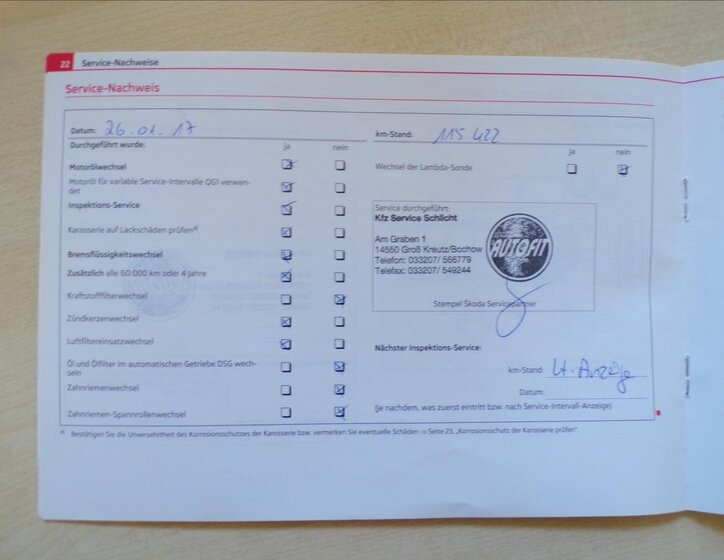 22 Service-Nachweise
Service-Nachweis
Datum: 26.01.17
km-Stand: 115 422
Durchgeführt wurde: ja nein
ja nein
Motorölwechsel
Wechsel der Lambda-Sonde
Motoröl für variable Service-Intervalle QG1 verwen-
det
Inspektions-Service
Karosserie auf Lackschäden prüfen a)
Bremsflüssigkeitswechsel
Zusätzlich alle 60 000 km oder 4 Jahre
Kraftstofffilterwechsel
Zündkerzenwechsel
Luftfiltereinsatzwechsel
Öl und Ölfilter im automatischen Getriebe DSG wech-
seln
Zahnriemenwechsel
Zahnriemen-Spannrollenwechsel
Service durchgeführt:
Kfz Service Schlicht
Am Graben 1
14550 Groß Kreutz/Bochow
Telefon: 033207/ 566779
Telefax: 033207/ 549244
AUTOFIT
Stempel Škoda Servicepartner
Nächster Inspektions-Service:
km-Stand: lt. Anzeige
Datum:
(je nachdem, was zuerst eintritt bzw. nach Service-Intervall-Anzeige)
a) Bestätigen Sie die Unversehrtheit des Korrosionsschutzes der Karosserie bzw. vermerken Sie eventuelle Schäden ⇒ Seite 23, „Korrosionsschutz der Karosserie prüfen".